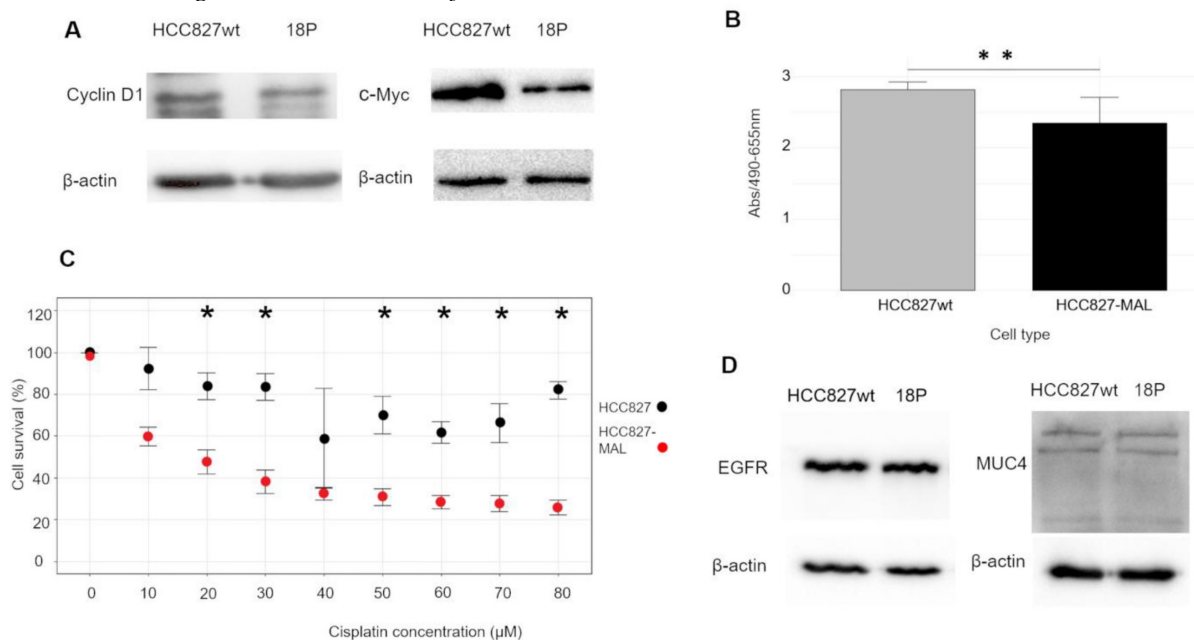 A
HCC827wt 18P
Cyclin D1
β-actin
HCC827wt 18P
c-Myc
β-actin
B
**
Abs/490-655nm
3
2
1
0
HCC827wt HCC827-MAL
Cell type
C
* * * * * *
Cell survival (%)
120
100
80
60
40
20
0
0 10 20 30 40 50 60 70 80
Cisplatin concentration (µM)
HCC827
HCC827-
MAL
D
HCC827wt 18P
EGFR
β-actin
HCC827wt 18P
MUC4
β-actin